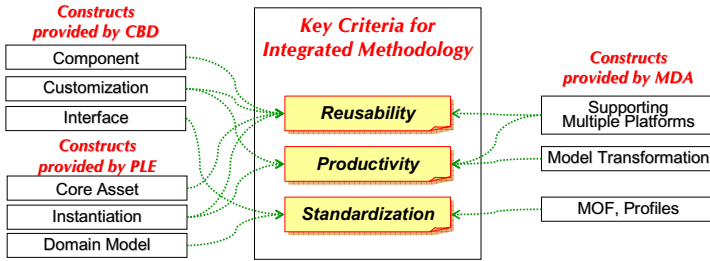 Constructs
provided by CBD
Component
Customization
Interface
Constructs
provided by PLE
Core Asset
Instantiation
Domain Model
Key Criteria for
Integrated Methodology
Reusability
Productivity
Standardization
Constructs
provided by MDA
Supporting
Multiple Platforms
Model Transformation
MOF, Profiles